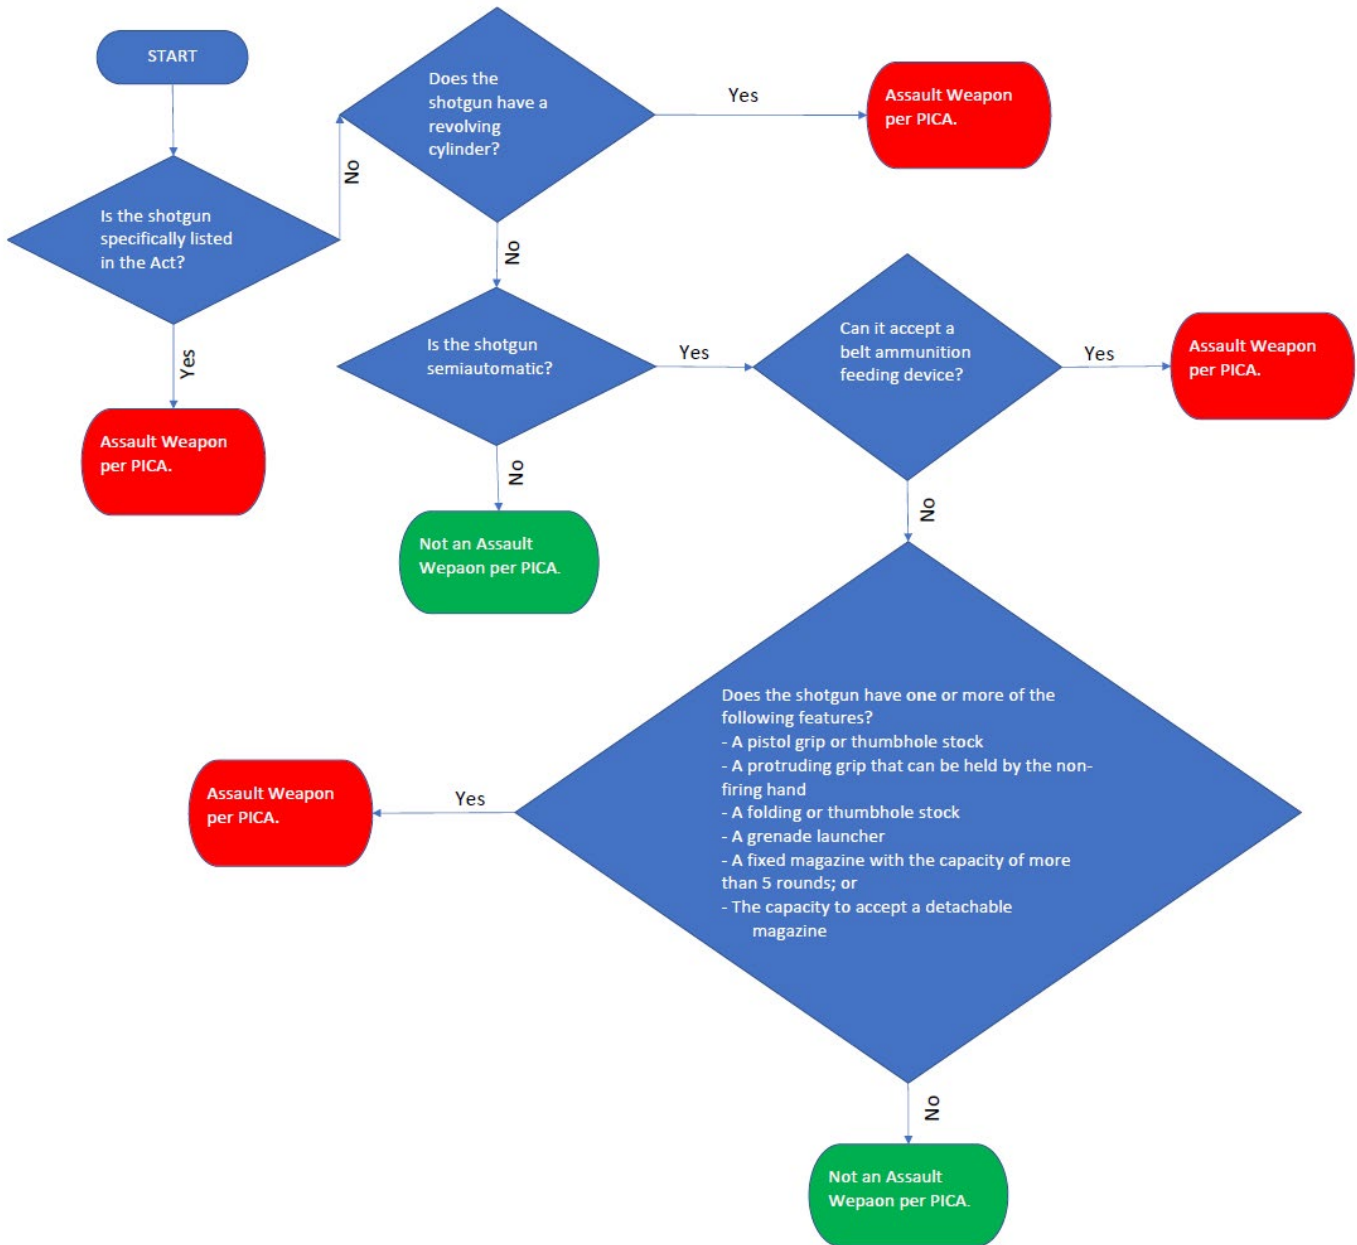 START
Is the shotgun
specifically listed
in the Act?
Yes
Assault Weapon
per PICA.
No
Does the
shotgun have a
revolving
cylinder?
Yes
Assault Weapon
per PICA.
No
Is the shotgun
semiautomatic?
No
Not an Assault
Wepaon per PICA.
Yes
Can it accept a
belt ammunition
feeding device?
Yes
Assault Weapon
per PICA.
No
Does the shotgun have one or more of the
following features?
- A pistol grip or thumbhole stock
- A protruding grip that can be held by the non-
firing hand
- A folding or thumbhole stock
- A grenade launcher
- A fixed magazine with the capacity of more
than 5 rounds; or
- The capacity to accept a detachable
magazine
Yes
Assault Weapon
per PICA.
No
Not an Assault
Wepaon per PICA.